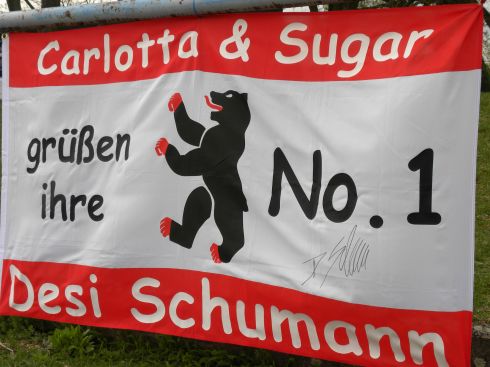 Carlotta & Sugar
grüßen
ihre
No. 1
Desi Schumann